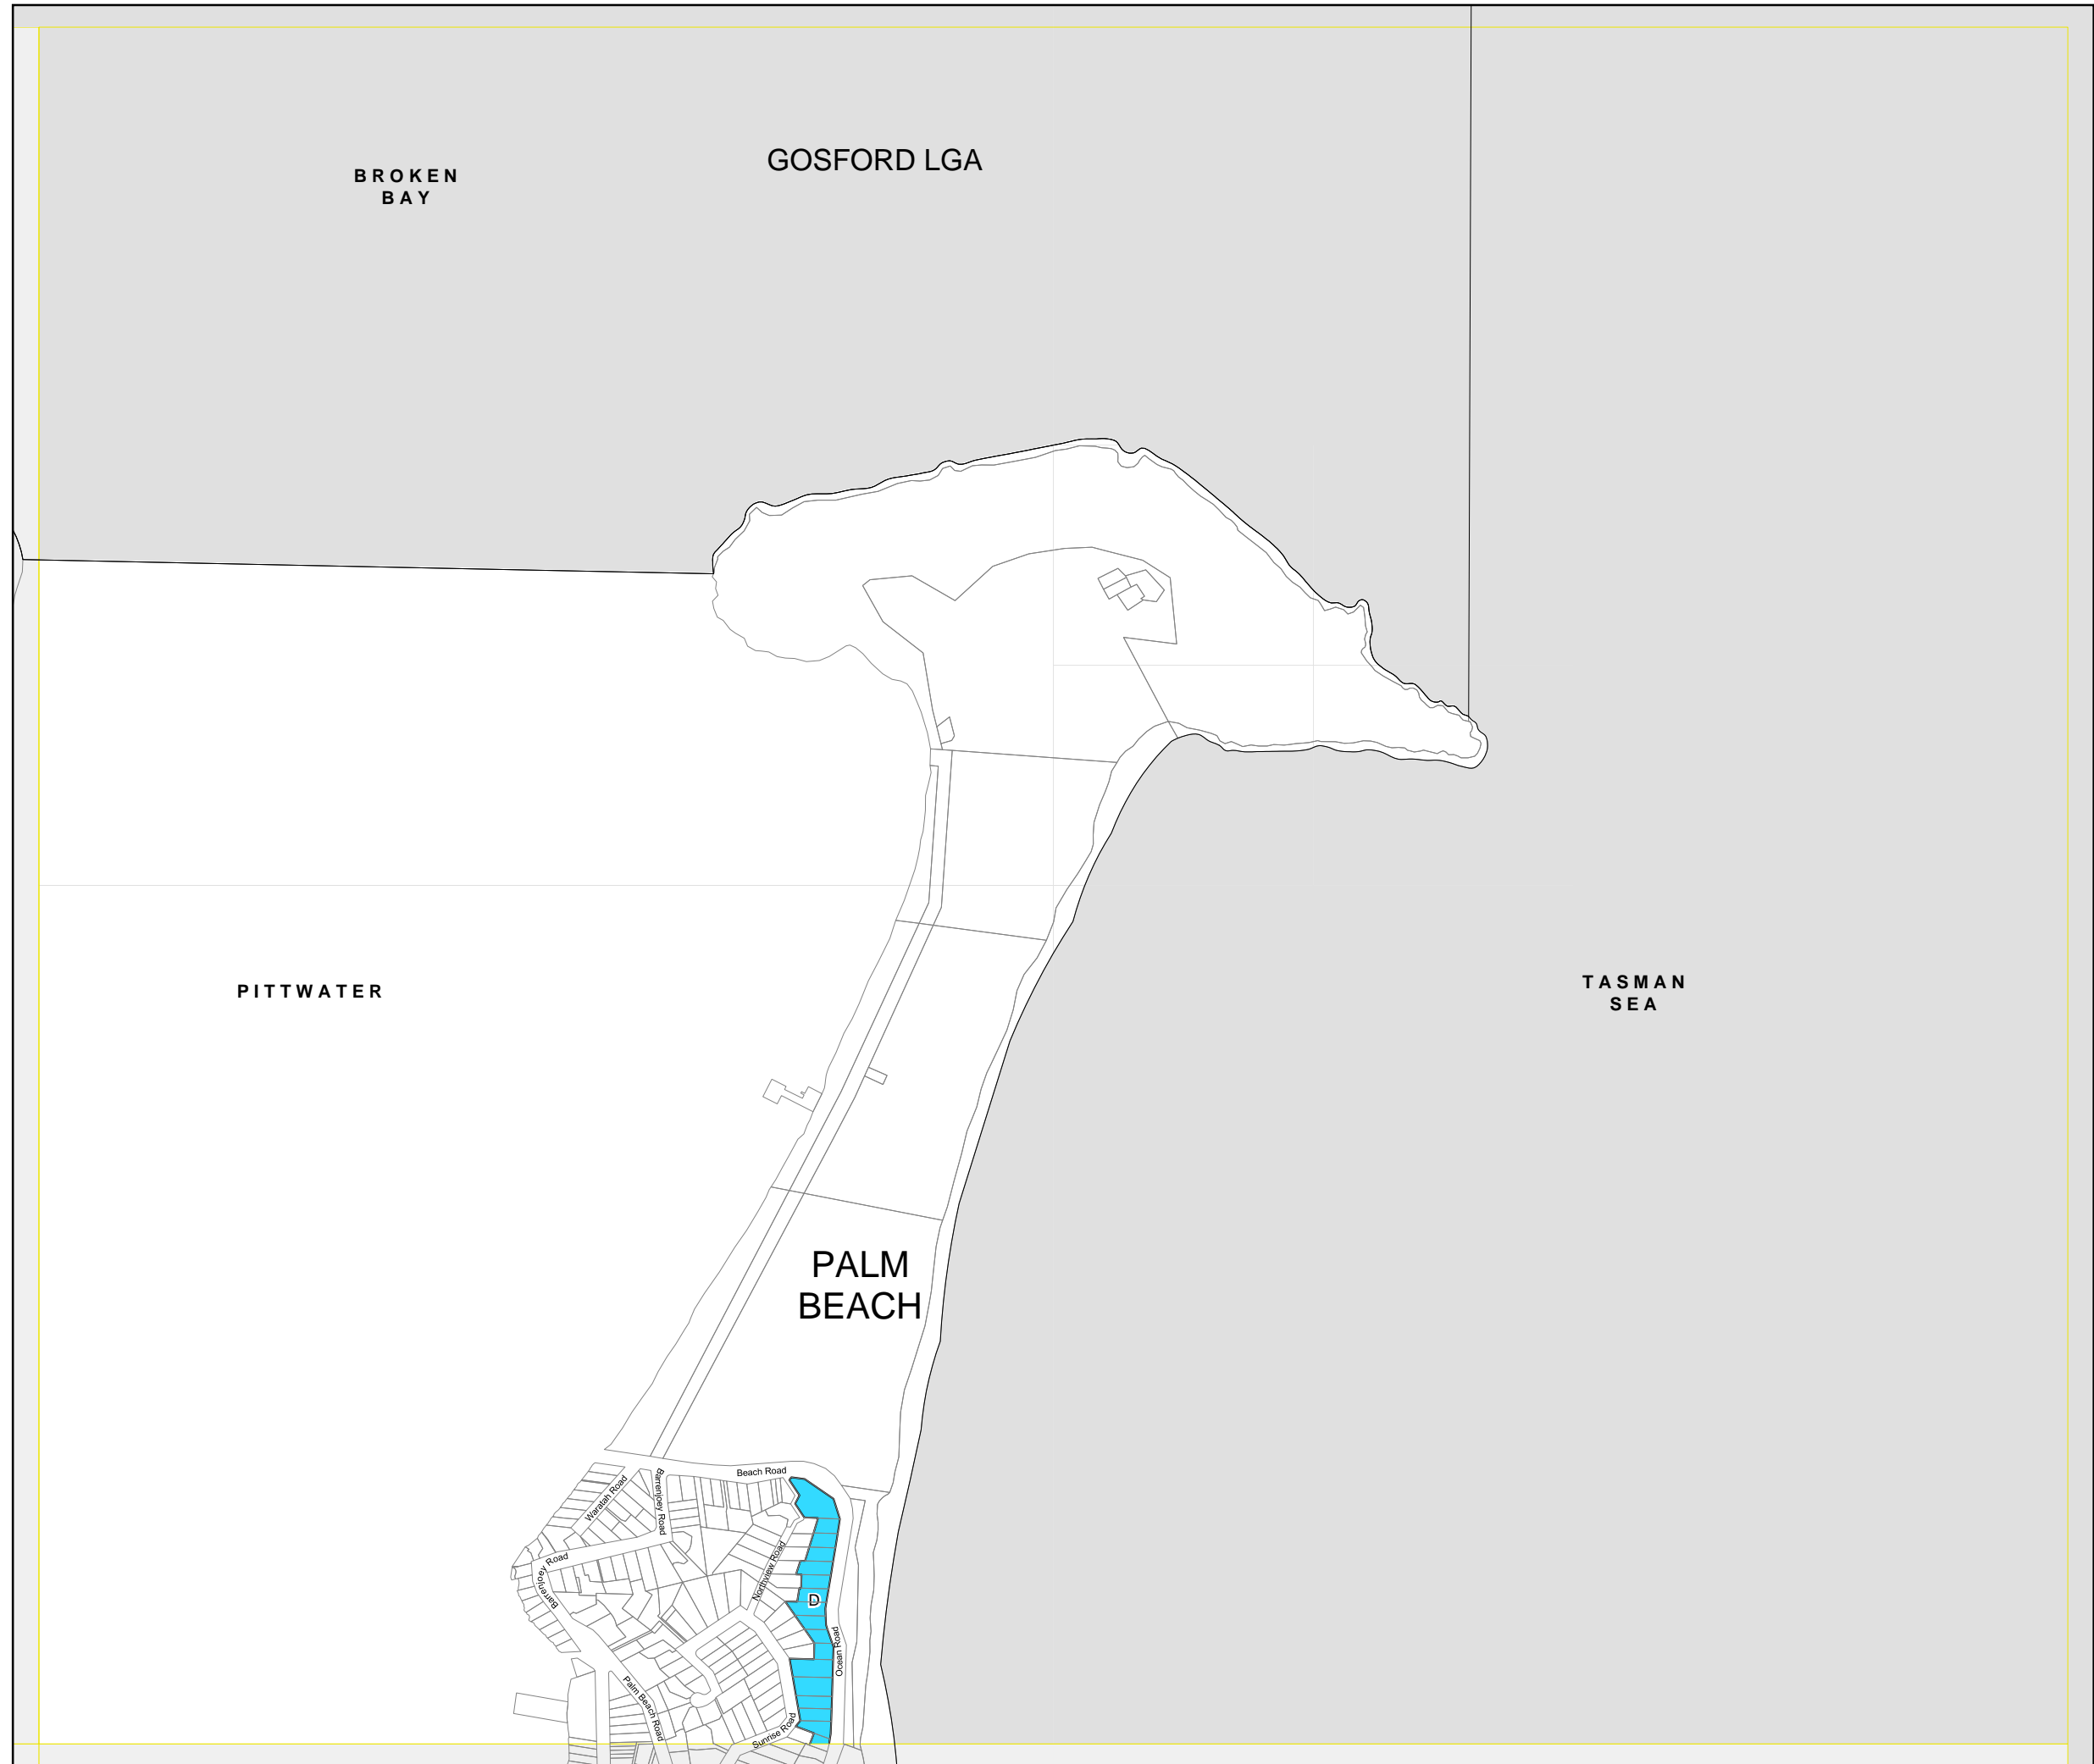 GOSFORD LGA
BROKEN
BAY
PITTWATER
TASMAN
SEA
PALM
BEACH
Beach Road
Waratah Road
Barrenjoey Road
Northview Road
Barrenjoey Road
D
Ocean Road
Palm Beach Road
Sunrise Road